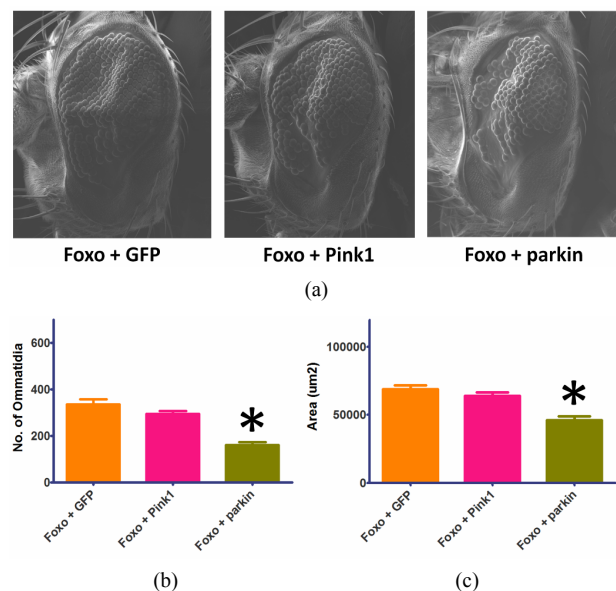 Foxo + GFP
Foxo + Pink1
Foxo + parkin
(a)
No. of Ommatidia
600
400
200
0
*
Foxo + GFP
Foxo + Pink1
Foxo + parkin
(b)
Area (um2)
100000
50000
0
*
Foxo + GFP
Foxo + Pink1
Foxo + parkin
(c)